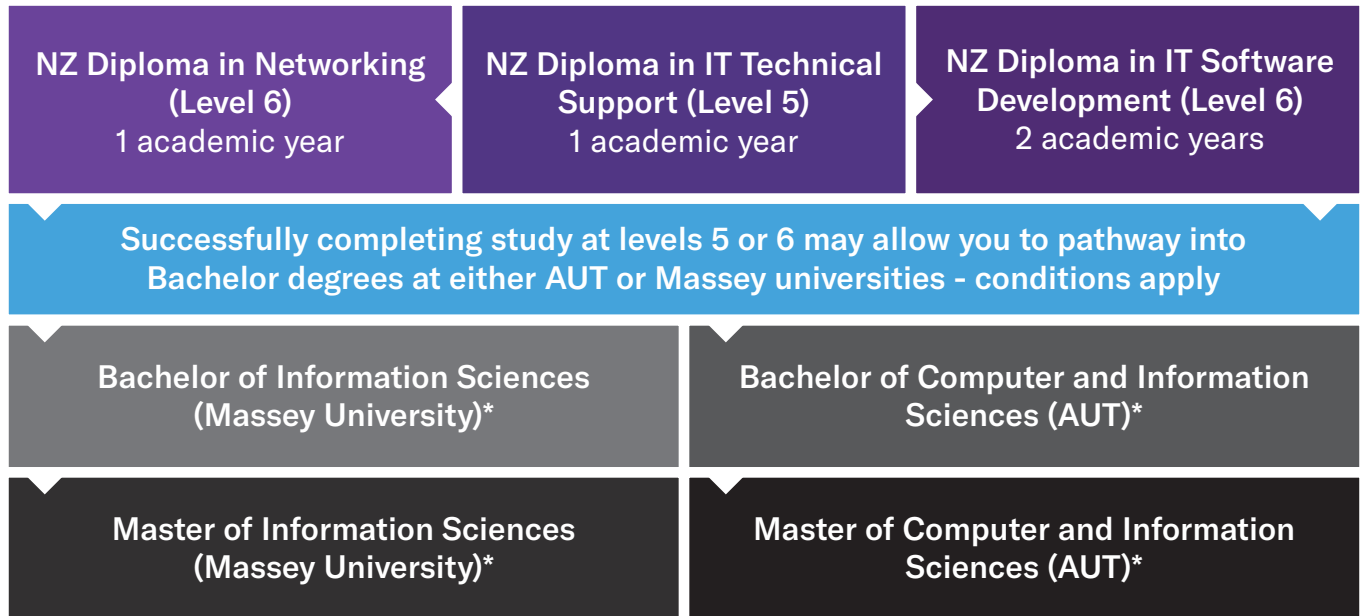 NZ Diploma in Networking
(Level 6)
1 academic year
NZ Diploma in IT Technical
Support (Level 5)
1 academic year
NZ Diploma in IT Software
Development (Level 6)
2 academic years
Successfully completing study at levels 5 or 6 may allow you to pathway into
Bachelor degrees at either AUT or Massey universities - conditions apply
Bachelor of Information Sciences
(Massey University)*
Bachelor of Computer and Information
Sciences (AUT)*
Master of Information Sciences
(Massey University)*
Master of Computer and Information
Sciences (AUT)*